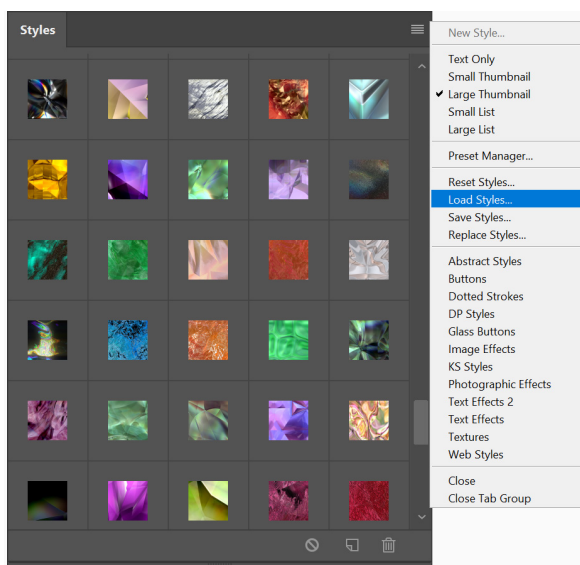 Styles
New Style...
Text Only
Small Thumbnail
Large Thumbnail
Small List
Large List
Preset Manager...
Reset Styles...
Load Styles...
Save Styles...
Replace Styles...
Abstract Styles
Buttons
Dotted Strokes
DP Styles
Glass Buttons
Image Effects
KS Styles
Photographic Effects
Text Effects 2
Text Effects
Textures
Web Styles
Close
Close Tab Group